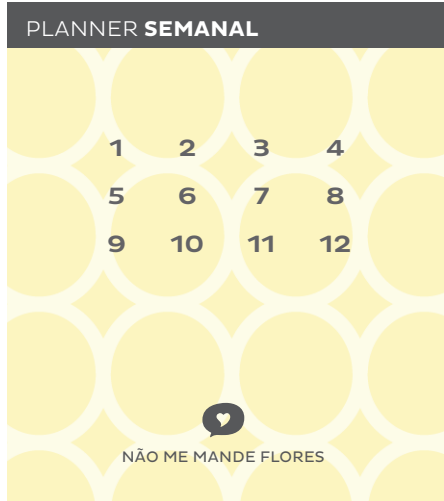 PLANNER SEMANAL
1 2 3 4
5 6 7 8
9 10 11 12
NÃO ME MANDE FLORES